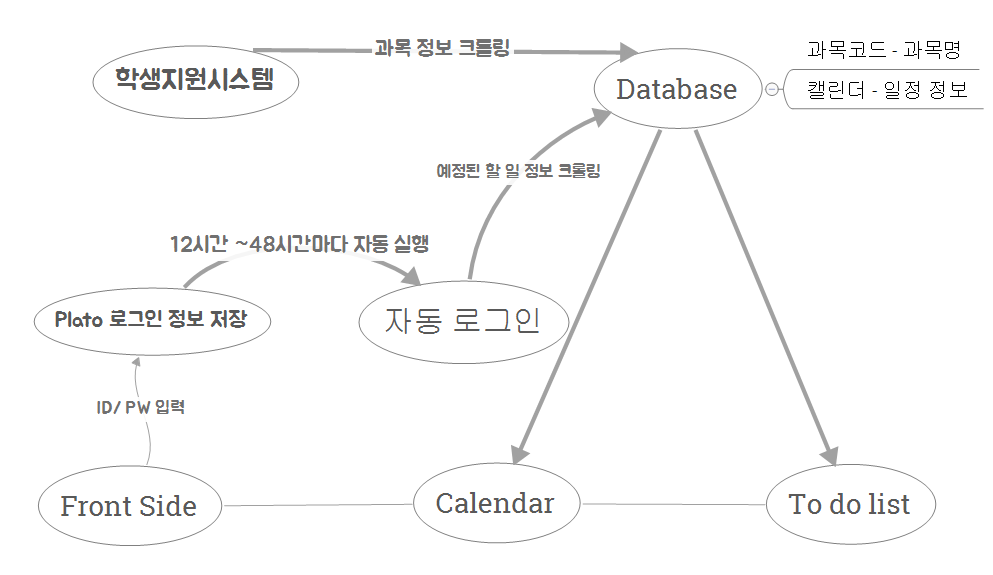 과목 정보 크롤링
과목코드 - 과목명
학생지원시스템
Database
캘린더 - 일정 정보
예정된 할 일 정보 크롤링
12시간 ~48시간마다 자동 실행
Plato 로그인 정보 저장
자동 로그인
ID/ PW 입력
Front Side
Calendar
To do list